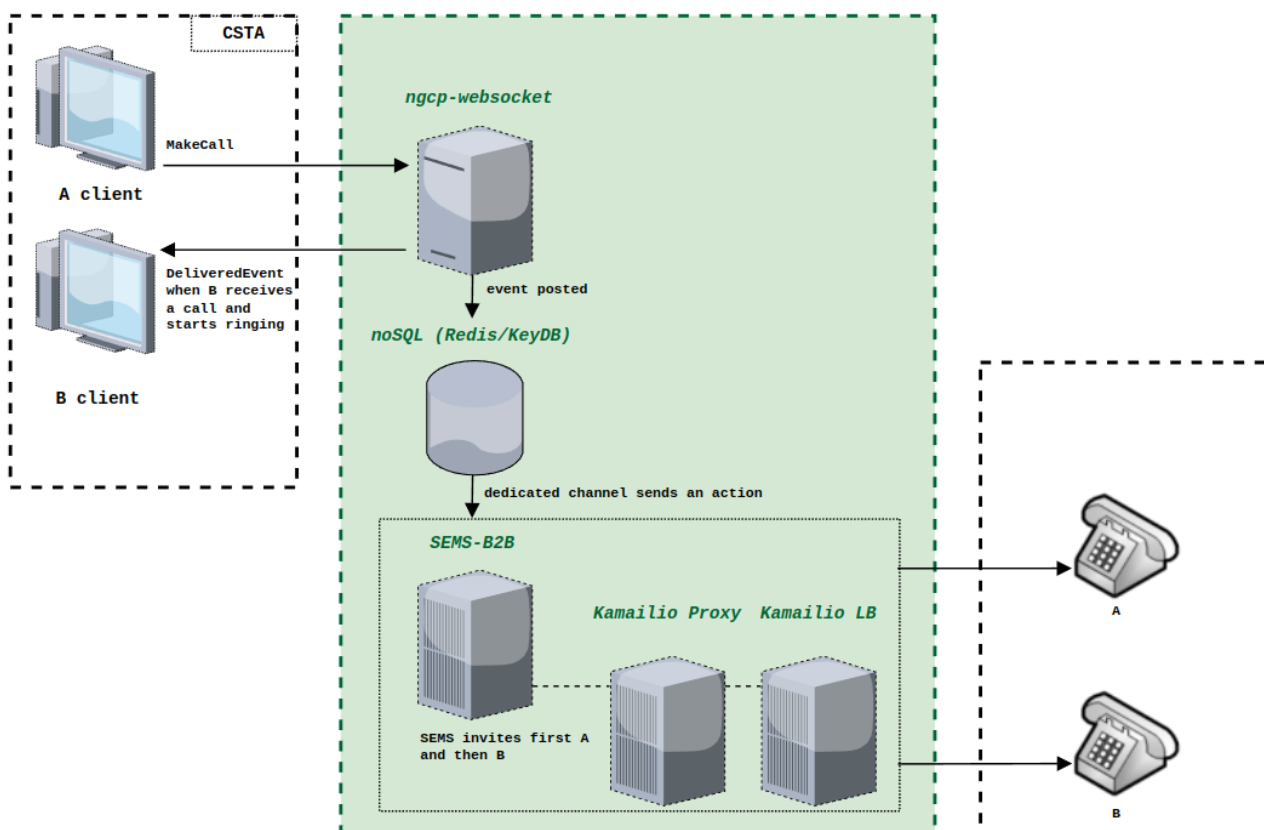 CSTA
ngcp-websocket
MakeCall
A client
DeliveredEvent
when B receives
a call and
starts ringing
event posted
noSQL (Redis/KeyDB)
B client
dedicated channel sends an action
SEMS-B2B
Kamailio Proxy
Kamailio LB
A
SEMS invites first A
and then B
B